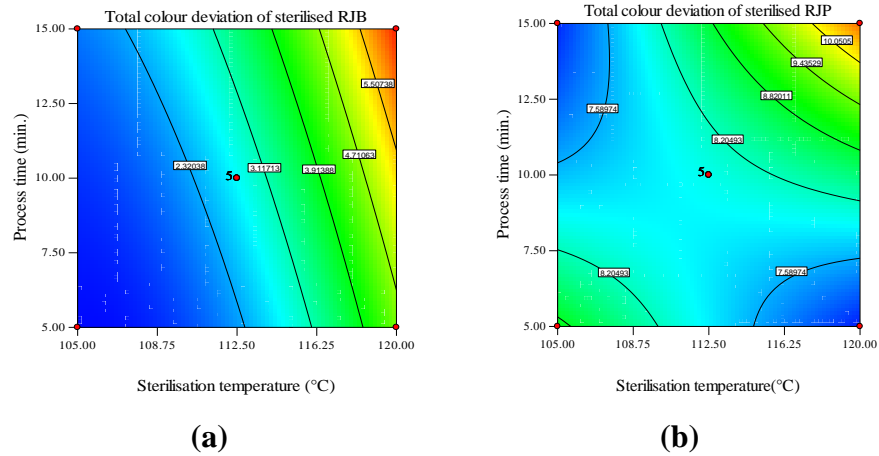 Total colour deviation of sterilised RJB
15.00
12.50
10.00
7.50
5.00
Process time (min.)
2.32038
3.11713
3.91388
4.71063
5.50738
5
105.00 108.75 112.50 116.25 120.00
Sterilisation temperature (°C)
(a)
Total colour deviation of sterilised RJP
15.00
12.50
10.00
7.50
5.00
Process time (min.)
7.58974
8.20493
8.82011
9.43529
10.0505
8.20493
7.58974
5
105.00 108.75 112.50 116.25 120.00
Sterilisation temperature(°C)
(b)